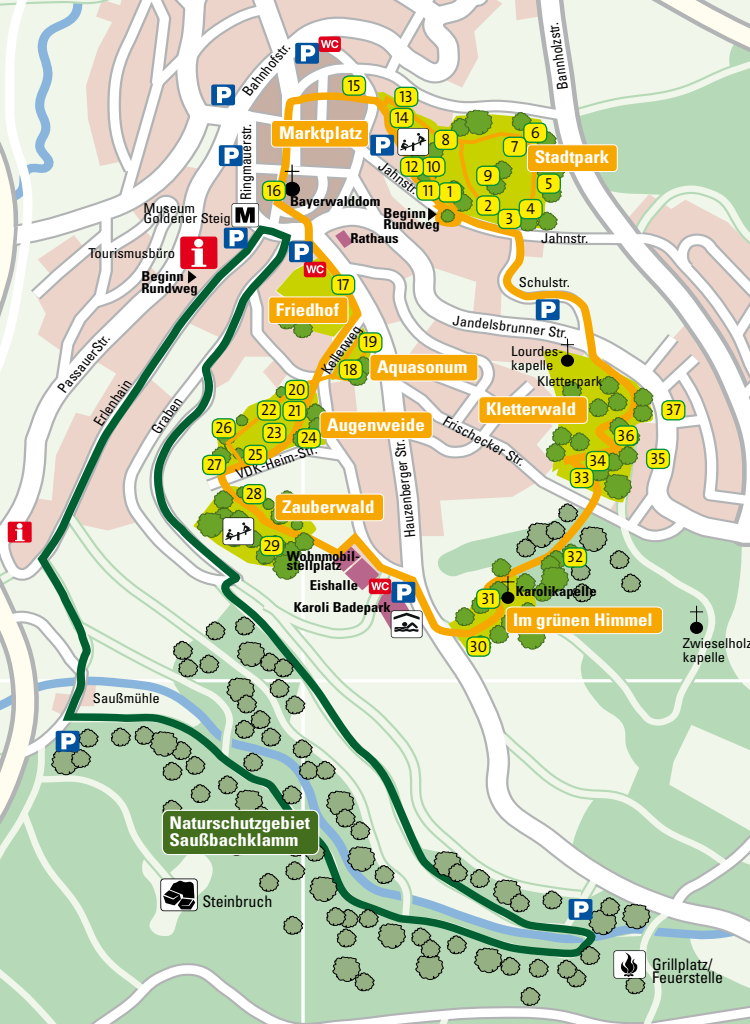 P
WC
Bahnhofstr.
Bannholzstr.
P
15
13
14
Marktplatz
P
8
6
7
Stadtpark
P
Ringmauerstr.
12
10
9
Jahnstr.
11
1
5
16
Bayerwalddom
2
4
3
Beginn
Rundweg
Museum
Goldener Steig
M
P
Rathaus
Jahnstr.
Tourismusbüro
i
P
WC
Beginn
Rundweg
17
Schulstr.
Friedhof
P
Jandelsbrunner Str.
PassauerStr.
Kellerweg
19
18
Aquasonum
Lourdes-
kapelle
Kletterpark
Erlenhain
Graben
20
22
21
Augenweide
Kletterwald
37
26
23
24
Frischecker Str.
36
25
27
VDK-Heim-Str.
34
35
33
28
Zauberwald
Hauzenberger Str.
i
29
Wohnmobil-
stellplatz
32
Eishalle
WC
P
31
Karolikapelle
Karoli Badepark
Im grünen Himmel
30
Zwieselholz
kapelle
Saußmühle
P
Naturschutzgebiet
Saußbachklamm
Steinbruch
P
Grillplatz/
Feuerstelle